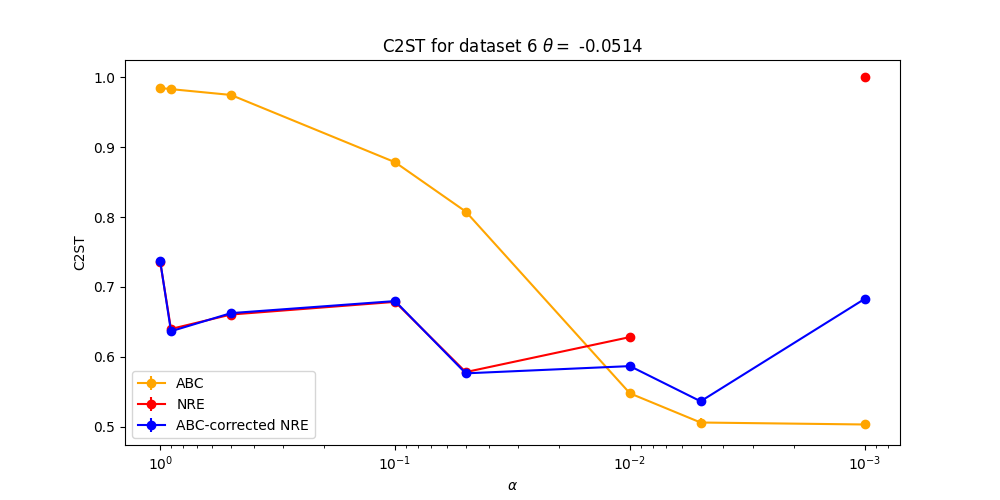 C2ST for dataset 6 θ = -0.0514
C2ST
1.0
0.9
0.8
0.7
0.6
0.5
ABC
NRE
ABC-corrected NRE
10⁰
10⁻¹
10⁻²
10⁻³
α